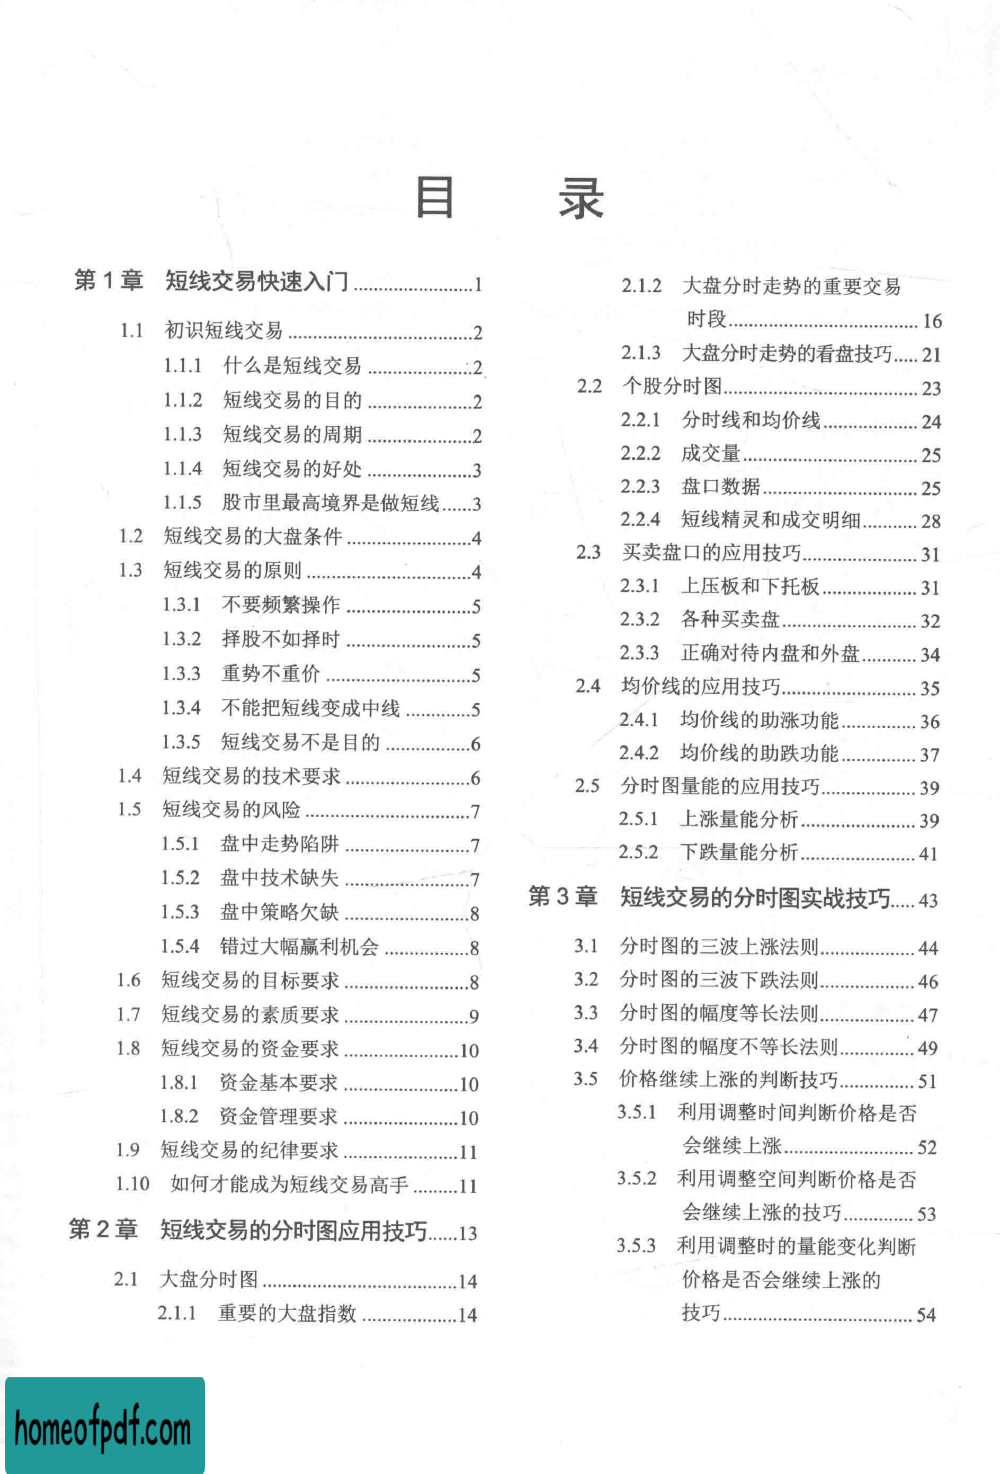 目 录
第1章 短线交易快速入门........................1
1.1 初识短线交易....................................2
1.1.1 什么是短线交易....................2
1.1.2 短线交易的目的....................2
1.1.3 短线交易的周期....................2
1.1.4 短线交易的好处....................3
1.1.5 股市里最高境界是做短线......3
1.2 短线交易的大盘条件........................4
1.3 短线交易的原则................................4
1.3.1 不要频繁操作........................5
1.3.2 择股不如择时........................5
1.3.3 重势不重价............................5
1.3.4 不能把短线变成中线............5
1.3.5 短线交易不是目的................6
1.4 短线交易的技术要求........................6
1.5 短线交易的风险................................7
1.5.1 盘中走势陷阱........................7
1.5.2 盘中技术缺失........................7
1.5.3 盘中策略欠缺........................8
1.5.4 错过大幅赢利机会................8
1.6 短线交易的目标要求........................8
1.7 短线交易的素质要求........................9
1.8 短线交易的资金要求......................10
1.8.1 资金基本要求......................10
1.8.2 资金管理要求......................10
1.9 短线交易的纪律要求......................11
1.10 如何才能成为短线交易高手.........11
第2章 短线交易的分时图应用技巧......13
2.1 大盘分时图......................................14
2.1.1 重要的大盘指数...................14
2.1.2 大盘分时走势的重要交易
时段......................................16
2.1.3 大盘分时走势的看盘技巧.....21
2.2 个股分时图......................................23
2.2.1 分时线和均价线...................24
2.2.2 成交量...................................25
2.2.3 盘口数据...............................25
2.2.4 短线精灵和成交明细...........28
2.3 买卖盘口的应用技巧.......................31
2.3.1 上压板和下托板...................31
2.3.2 各种买卖盘...........................32
2.3.3 正确对待内盘和外盘...........34
2.4 均价线的应用技巧...........................35
2.4.1 均价线的助涨功能...............36
2.4.2 均价线的助跌功能...............37
2.5 分时图量能的应用技巧...................39
2.5.1 上涨量能分析.......................39
2.5.2 下跌量能分析.......................41
第3章 短线交易的分时图实战技巧.....43
3.1 分时图的三波上涨法则...................44
3.2 分时图的三波下跌法则...................46
3.3 分时图的幅度等长法则...................47
3.4 分时图的幅度不等长法则...............49
3.5 价格继续上涨的判断技巧...............51
3.5.1 利用调整时间判断价格是否
会继续上涨..........................52
3.5.2 利用调整空间判断价格是否
会继续上涨的技巧..............53
3.5.3 利用调整时的量能变化判断
价格是否会继续上涨的
技巧......................................54
homeofpdf.com